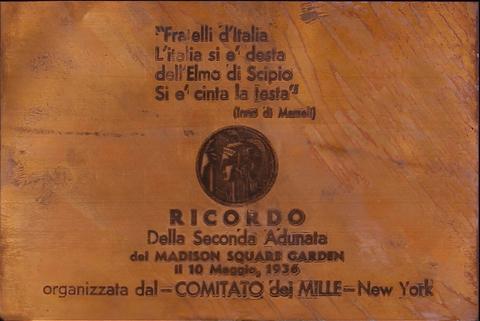 "Fratelli d'Italia
L'italia si e' desta
dell'Elmo di Scipio
Si e' cinta la testa"
(Inno di Mameli)
RICORDO
Della Seconda Adunata
del MADISON SQUARE GARDEN
il 10 Maggio, 1936
organizzata dal—COMITATO dei MILLE—New York